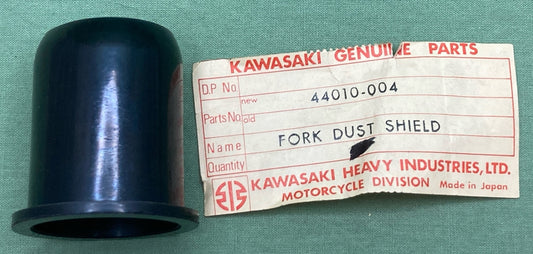 KAWASAKI GENUINE PARTS
D.P No.
new 44010-004
Parts No. old
Name FORK DUST SHIELD
Quantity
KAWASAKI HEAVY INDUSTRIES, LTD.
MOTORCYCLE DIVISION Made in Japan